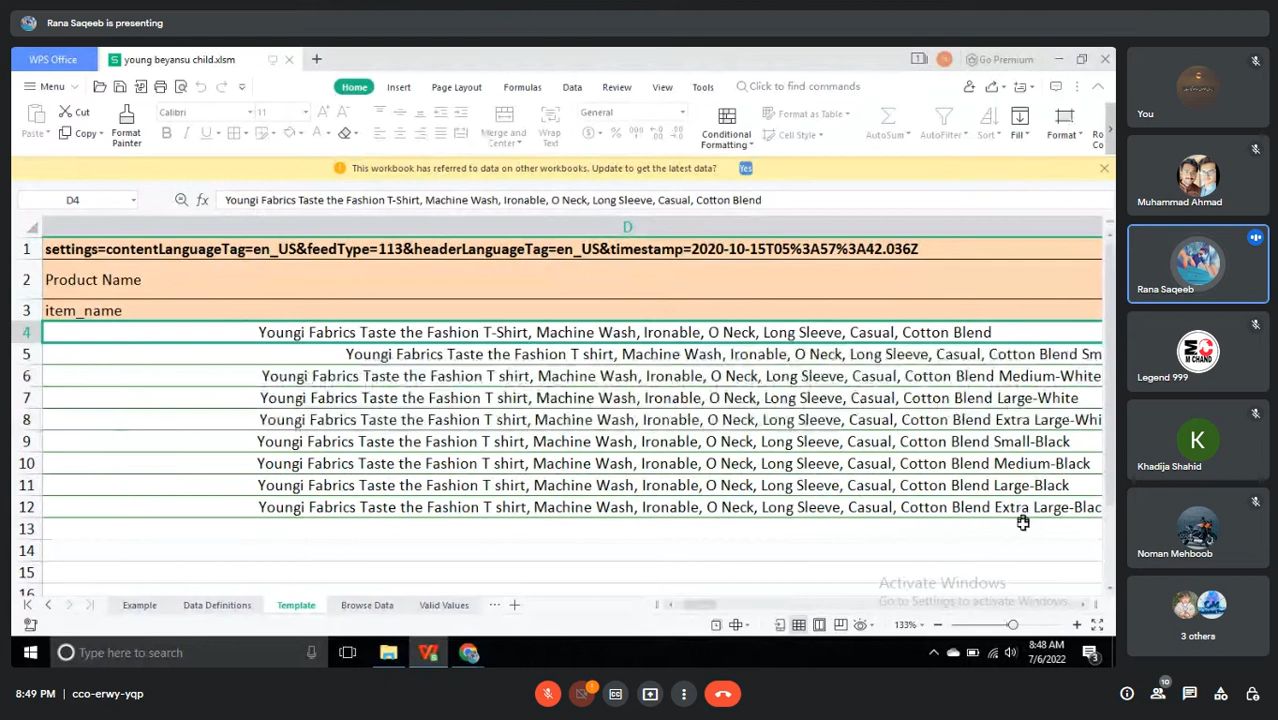 Rana Saqeeb is presenting
WPS Office
young beyansu child.xlsm
Go Premium
Menu
Home
Insert
Page Layout
Formulas
Data
Review
View
Tools
Click to find commands
Paste
Cut
Copy
Format Painter
Calibri
11
Merge and Center
Wrap Text
General
Conditional Formatting
Format as Table
Cell Style
AutoSum
AutoFilter
Sort
Fill
Format
Ro
Co
This workbook has referred to data on other workbooks. Update to get the latest data?
Yes
D4
fx
Youngi Fabrics Taste the Fashion T-Shirt, Machine Wash, Ironable, O Neck, Long Sleeve, Casual, Cotton Blend
D
1 settings=contentLanguageTag=en_US&feedType=113&headerLanguageTag=en_US&timestamp=2020-10-15T05%3A57%3A42.036Z
2 Product Name
3 item_name
4 Youngi Fabrics Taste the Fashion T-Shirt, Machine Wash, Ironable, O Neck, Long Sleeve, Casual, Cotton Blend
5 Youngi Fabrics Taste the Fashion T shirt, Machine Wash, Ironable, O Neck, Long Sleeve, Casual, Cotton Blend Sm
6 Youngi Fabrics Taste the Fashion T shirt, Machine Wash, Ironable, O Neck, Long Sleeve, Casual, Cotton Blend Medium-White
7 Youngi Fabrics Taste the Fashion T shirt, Machine Wash, Ironable, O Neck, Long Sleeve, Casual, Cotton Blend Large-White
8 Youngi Fabrics Taste the Fashion T shirt, Machine Wash, Ironable, O Neck, Long Sleeve, Casual, Cotton Blend Extra Large-Whi
9 Youngi Fabrics Taste the Fashion T shirt, Machine Wash, Ironable, O Neck, Long Sleeve, Casual, Cotton Blend Small-Black
10 Youngi Fabrics Taste the Fashion T shirt, Machine Wash, Ironable, O Neck, Long Sleeve, Casual, Cotton Blend Medium-Black
11 Youngi Fabrics Taste the Fashion T shirt, Machine Wash, Ironable, O Neck, Long Sleeve, Casual, Cotton Blend Large-Black
12 Youngi Fabrics Taste the Fashion T shirt, Machine Wash, Ironable, O Neck, Long Sleeve, Casual, Cotton Blend Extra Large-Blac
13
14
15
16
Activate Windows
Go to Settings to activate Windows.
Example
Data Definitions
Template
Browse Data
Valid Values
133%
Type here to search
8:48 AM
7/6/2022
3
You
Muhammad Ahmad
Rana Saqeeb
M CHAND
Legend 999
K
Khadija Shahid
Noman Mehboob
3 others
8:49 PM
cco-erwy-yqp
10